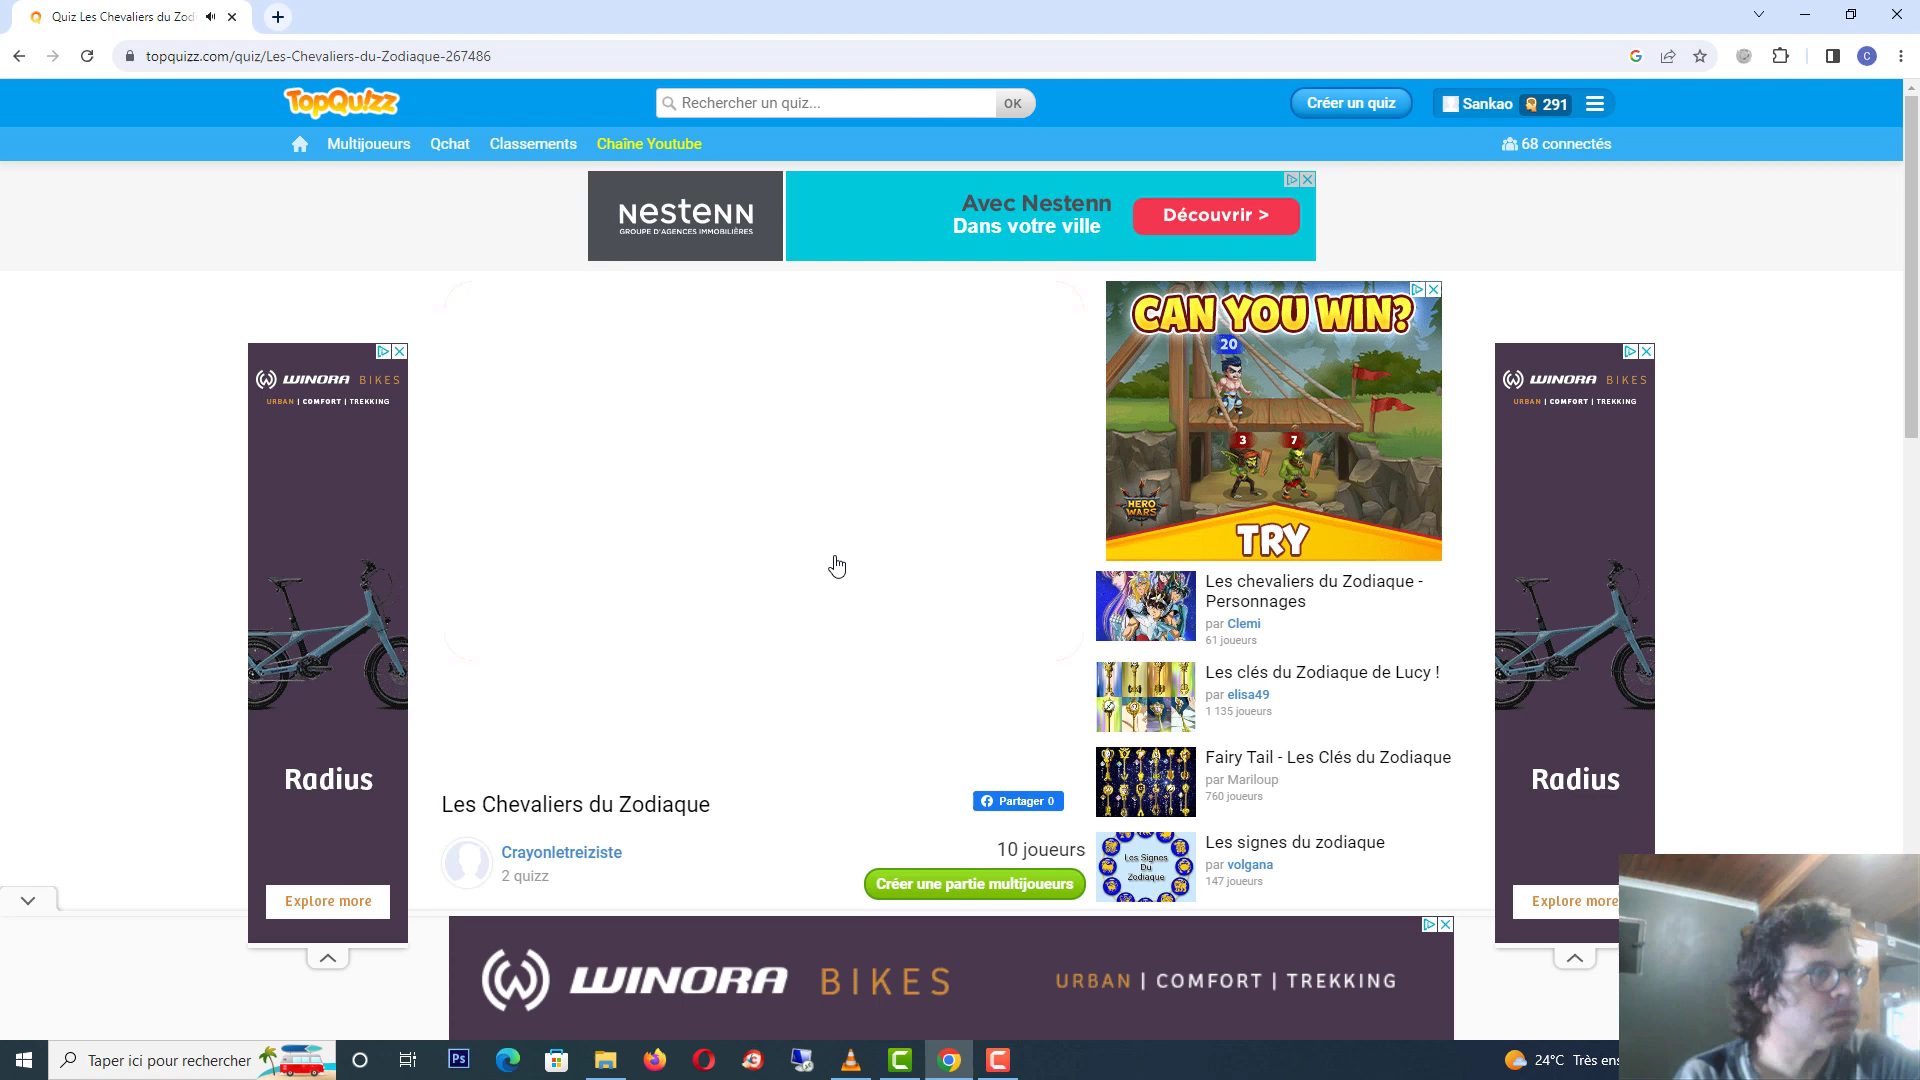 Quiz Les Chevaliers du Zod
topquizz.com/quiz/Les-Chevaliers-du-Zodiaque-267486
C
TopQuizz
Rechercher un quiz...
OK
Créer un quiz
Sankao
291
Multijoueurs
Qchat
Classements
Chaîne Youtube
68 connectés
Nestenn
GROUPE D'AGENCES IMMOBILIÈRES
Avec Nestenn
Dans votre ville
Découvrir >
CAN YOU WIN?
20
3
7
HERO
WARS
TRY
WINORA BIKES
URBAN | COMFORT | TREKKING
Radius
Explore more
WINORA BIKES
URBAN | COMFORT | TREKKING
Radius
Explore more
Les chevaliers du Zodiaque -
Personnages
par Clemi
61 joueurs
Les clés du Zodiaque de Lucy !
par elisa49
1 135 joueurs
Fairy Tail - Les Clés du Zodiaque
par Mariloup
760 joueurs
Les Signes
Du
Zodiaque
Les signes du zodiaque
par volgana
147 joueurs
Les Chevaliers du Zodiaque
Partager 0
Crayonletreiziste
2 quizz
10 joueurs
Créer une partie multijoueurs
WINORA BIKES
URBAN | COMFORT | TREKKING
Taper ici pour rechercher
Ps
24°C Très ens